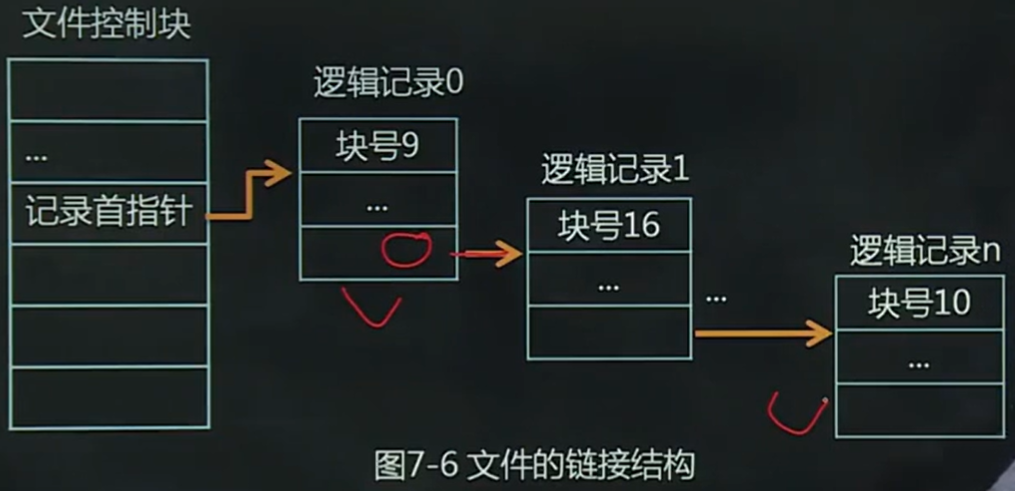 文件控制块
...
记录首指针
逻辑记录0
块号9
...
逻辑记录1
块号16
...
...
逻辑记录n
块号10
...
图7-6 文件的链接结构